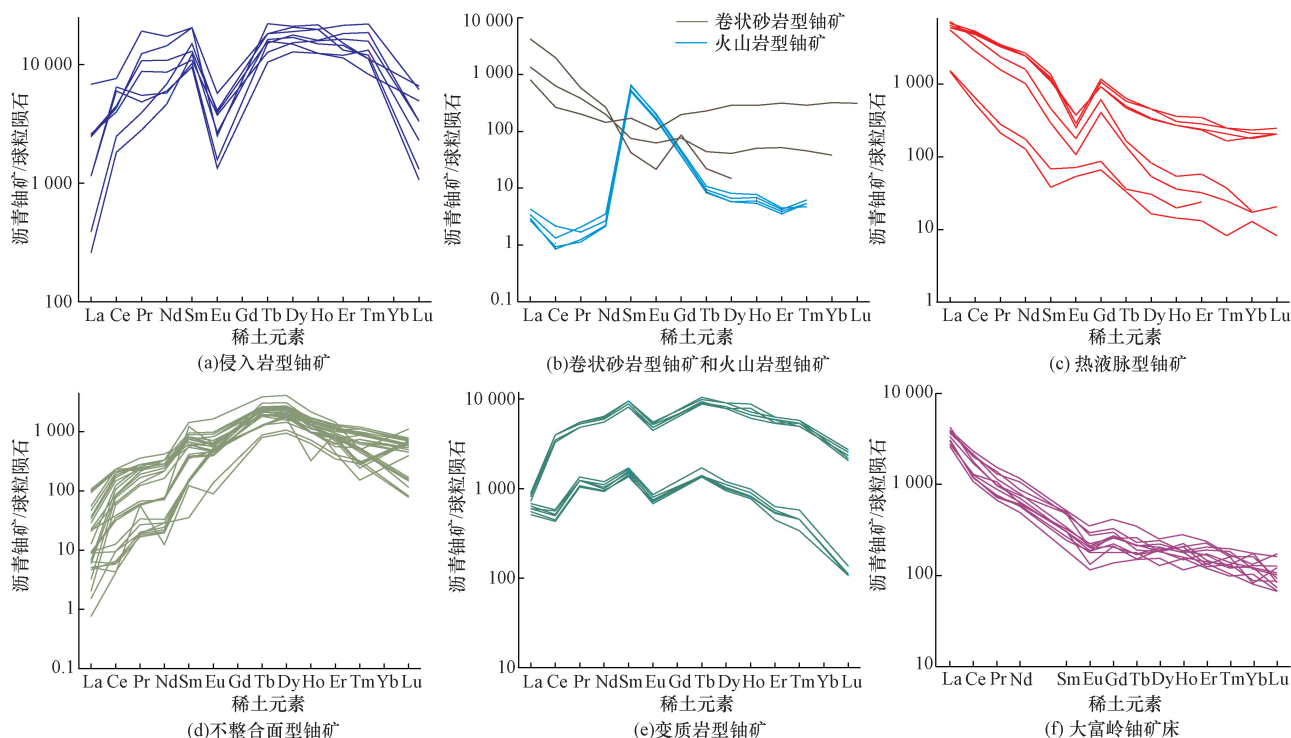 沥青铀矿/球粒陨石
10 000
1 000
100
La Ce Pr Nd Sm Eu Gd Tb Dy Ho Er Tm Yb Lu
稀土元素
(a)侵入岩型铀矿
沥青铀矿/球粒陨石
10 000
1 000
100
10
1
0.1
卷状砂岩型铀矿
火山岩型铀矿
La Ce Pr Nd Sm Eu Gd Tb Dy Ho Er Tm Yb Lu
稀土元素
(b)卷状砂岩型铀矿和火山岩型铀矿
沥青铀矿/球粒陨石
1 000
100
10
1
La Ce Pr Nd Sm Eu Gd Tb Dy Ho Er Tm Yb Lu
稀土元素
(c) 热液脉型铀矿
沥青铀矿/球粒陨石
1 000
100
10
1
0.1
La Ce Pr Nd Sm Eu Gd Tb Dy Ho Er Tm Yb Lu
稀土元素
(d)不整合面型铀矿
沥青铀矿/球粒陨石
10 000
1 000
100
10
La Ce Pr Nd Sm Eu Gd Tb Dy Ho Er Tm Yb Lu
稀土元素
(e)变质岩型铀矿
沥青铀矿/球粒陨石
10 000
1 000
100
10
La Ce Pr Nd Sm Eu Gd Tb Dy Ho Er Tm Yb Lu
稀土元素
(f) 大富岭铀矿床